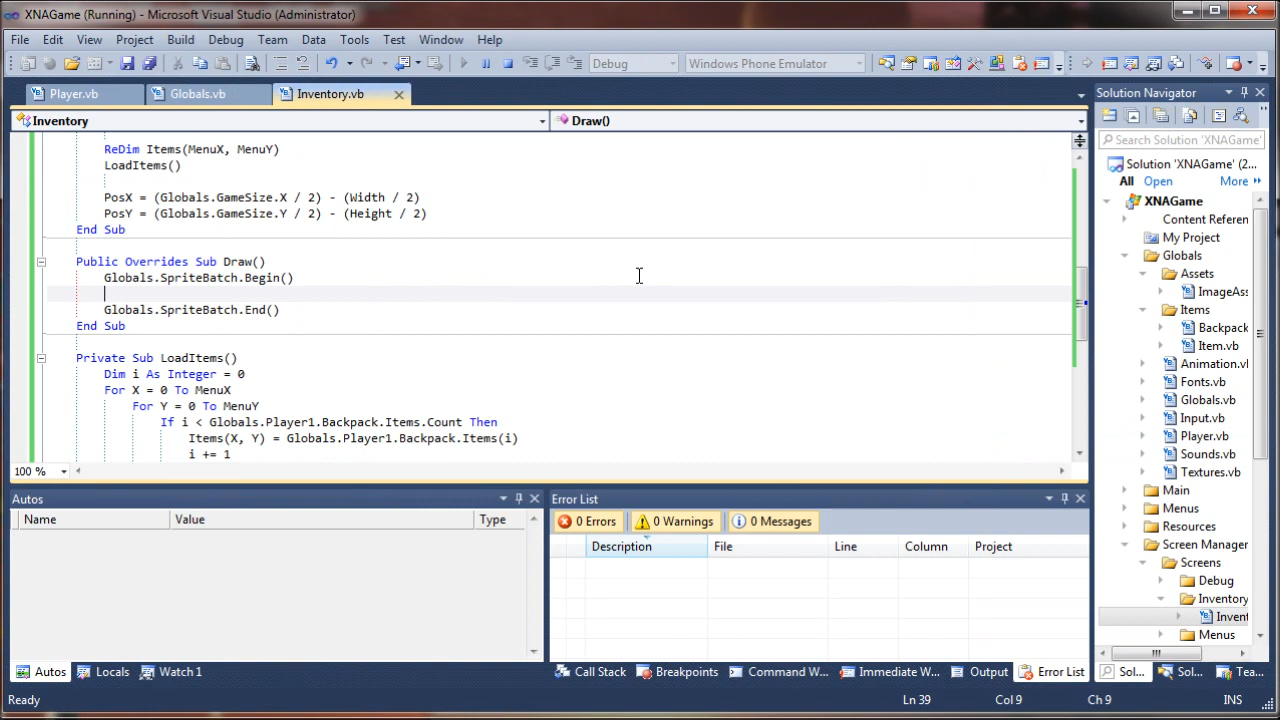 XNAGame (Running) - Microsoft Visual Studio (Administrator)
File Edit View Project Build Debug Team Data Tools Test Window Help
Debug Windows Phone Emulator
Player.vb Globals.vb Inventory.vb
Inventory Draw()
ReDim Items(MenuX, MenuY)
LoadItems()
PosX = (Globals.GameSize.X / 2) - (Width / 2)
PosY = (Globals.GameSize.Y / 2) - (Height / 2)
End Sub
Public Overrides Sub Draw()
Globals.SpriteBatch.Begin()
Globals.SpriteBatch.End()
End Sub
Private Sub LoadItems()
Dim i As Integer = 0
For X = 0 To MenuX
For Y = 0 To MenuY
If i < Globals.Player1.Backpack.Items.Count Then
Items(X, Y) = Globals.Player1.Backpack.Items(i)
i += 1
100 %
Solution Navigator
Search Solution 'XNAGame'
Solution 'XNAGame' (2...
All Open More
XNAGame
Content Referen
My Project
Globals
Assets
ImageAss
Items
Backpack
Item.vb
Animation.vl
Fonts.vb
Globals.vb
Input.vb
Player.vb
Sounds.vb
Textures.vb
Main
Menus
Resources
Screen Manager
Screens
Debug
Inventory
Invent
Menus
Sol... Sol... Tea...
Autos
Name Value Type
Autos Locals Watch 1
Error List
0 Errors 0 Warnings 0 Messages
Description File Line Column Project
Call Stack Breakpoints Command W... Immediate W... Output Error List
Ready Ln 39 Col 9 Ch 9 INS